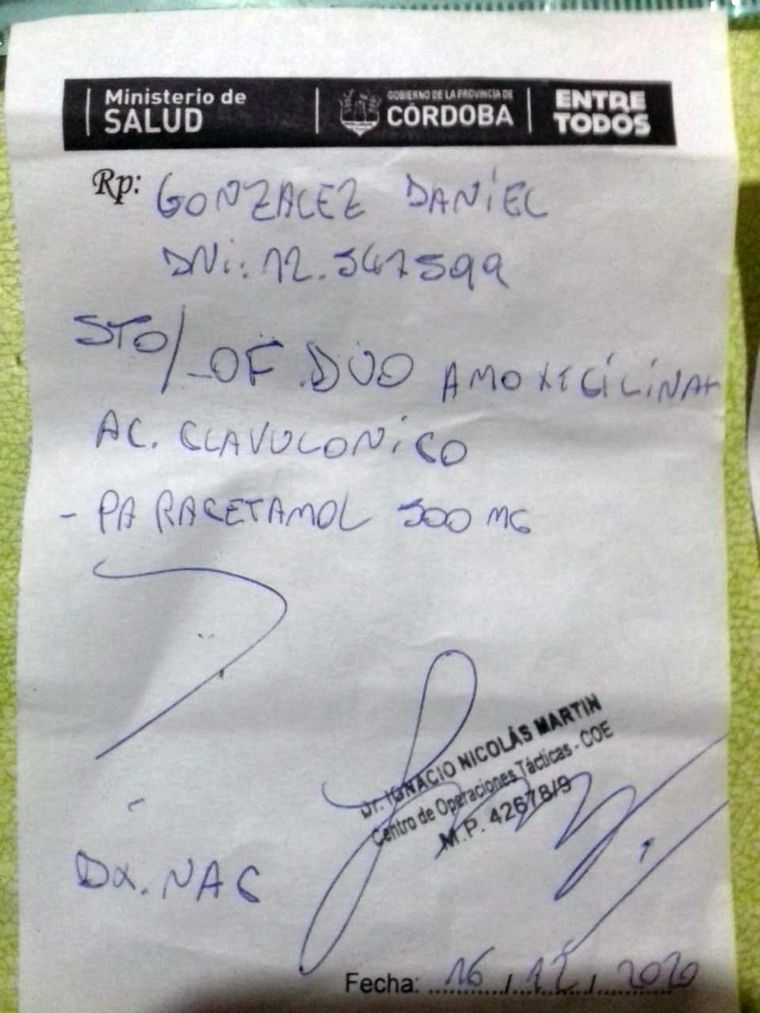 Ministerio de
SALUD
GOBIERNO DE LA PROVINCIA DE
CÓRDOBA
ENTRE
TODOS
Rp: GONZALEZ DANIEL
DNi: 12.547599
STO/ OF .DUO AMOXICILINA+
AC. CLAVULONICO
- PARACETAMOL 500 MG
Dr. IGNACIO NICOLÁS MARTIN
Centro de Operaciones Tácticas - COE
M.P. 42678/9
DX. NAC
Fecha: 16/12/2020